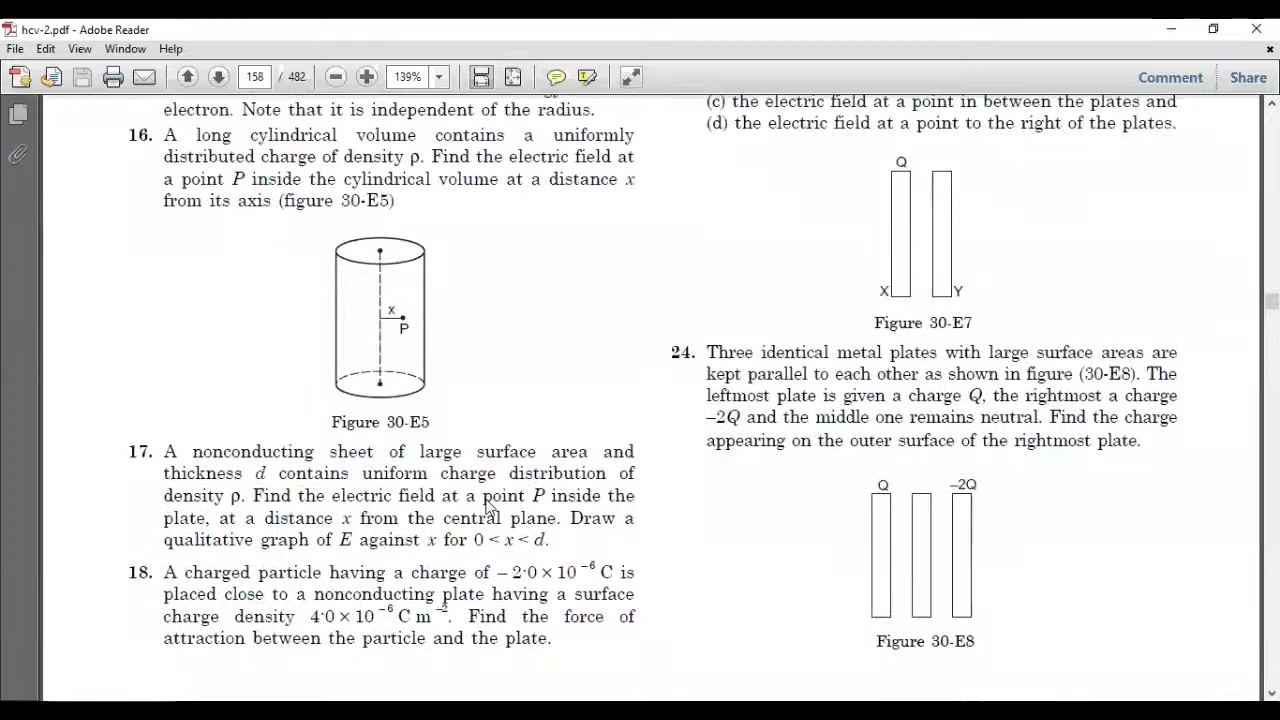 hcv-2.pdf - Adobe Reader
File Edit View Window Help
158 / 482 139% Comment Share
electron. Note that it is independent of the radius.
16. A long cylindrical volume contains a uniformly
distributed charge of density ρ. Find the electric field at
a point P inside the cylindrical volume at a distance x
from its axis (figure 30-E5)
x
P
Figure 30-E5
17. A nonconducting sheet of large surface area and
thickness d contains uniform charge distribution of
density ρ. Find the electric field at a point P inside the
plate, at a distance x from the central plane. Draw a
qualitative graph of E against x for 0 < x < d.
18. A charged particle having a charge of – 2·0 × 10⁻⁶ C is
placed close to a nonconducting plate having a surface
charge density 4·0 × 10⁻⁶ C m⁻². Find the force of
attraction between the particle and the plate.
(c) the electric field at a point in between the plates and
(d) the electric field at a point to the right of the plates.
Q
X Y
Figure 30-E7
24. Three identical metal plates with large surface areas are
kept parallel to each other as shown in figure (30-E8). The
leftmost plate is given a charge Q, the rightmost a charge
–2Q and the middle one remains neutral. Find the charge
appearing on the outer surface of the rightmost plate.
Q –2Q
Figure 30-E8